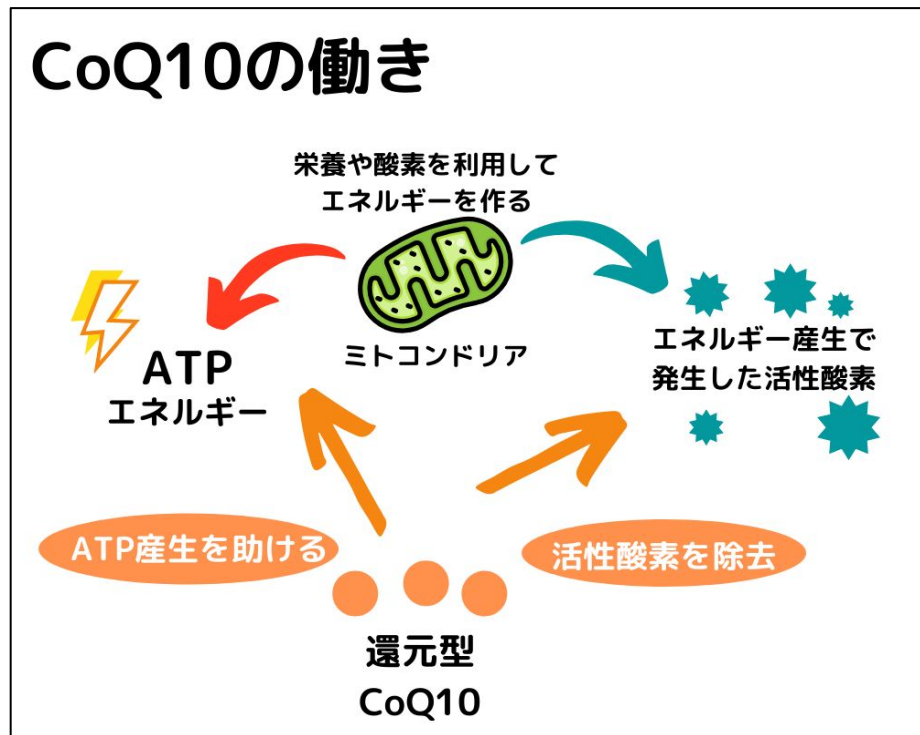 CoQ10の働き
栄養や酸素を利用して
エネルギーを作る
ミトコンドリア
ATP
エネルギー
エネルギー産生で
発生した活性酸素
ATP産生を助ける
活性酸素を除去
還元型
CoQ10